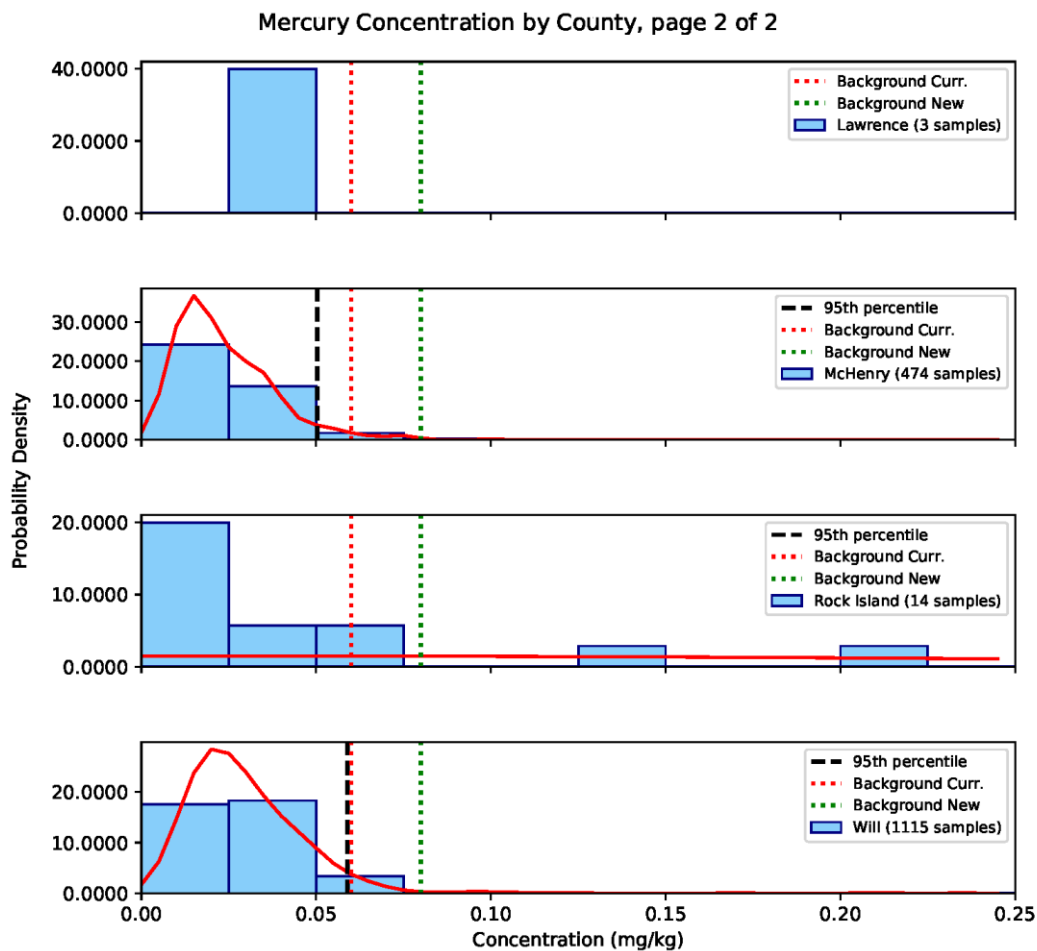 Mercury Concentration by County, page 2 of 2
Probability Density
40.0000
20.0000
0.0000
Background Curr.
Background New
Lawrence (3 samples)
30.0000
20.0000
10.0000
0.0000
95th percentile
Background Curr.
Background New
McHenry (474 samples)
20.0000
10.0000
0.0000
95th percentile
Background Curr.
Background New
Rock Island (14 samples)
20.0000
10.0000
0.0000
95th percentile
Background Curr.
Background New
Will (1115 samples)
0.00 0.05 0.10 0.15 0.20 0.25
Concentration (mg/kg)